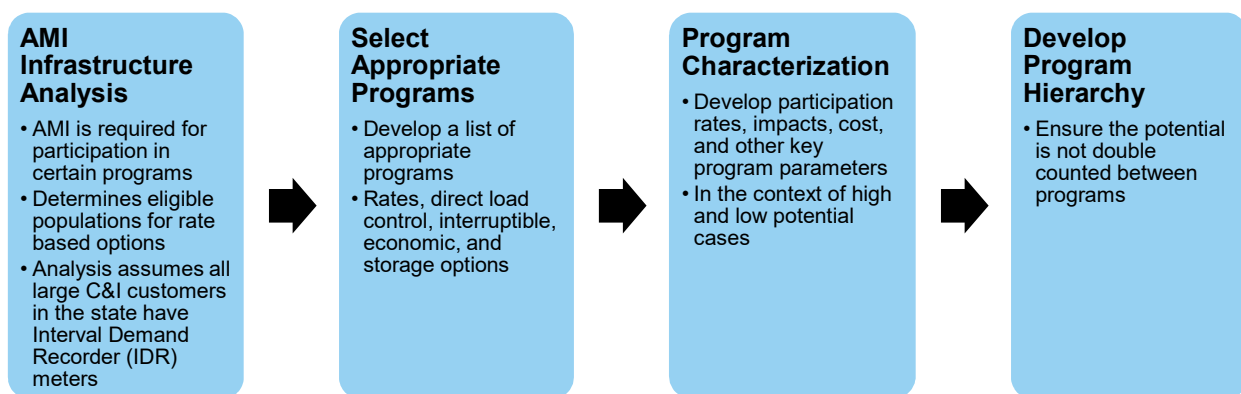 AMI
Infrastructure
Analysis
• AMI is required for
participation in
certain programs
• Determines eligible
populations for rate
based options
• Analysis assumes all
large C&I customers
in the state have
Interval Demand
Recorder (IDR)
meters
Select
Appropriate
Programs
• Develop a list of
appropriate
programs
• Rates, direct load
control, interruptible,
economic, and
storage options
Program
Characterization
• Develop participation
rates, impacts, cost,
and other key
program parameters
• In the context of high
and low potential
cases
Develop
Program
Hierarchy
• Ensure the potential
is not double
counted between
programs